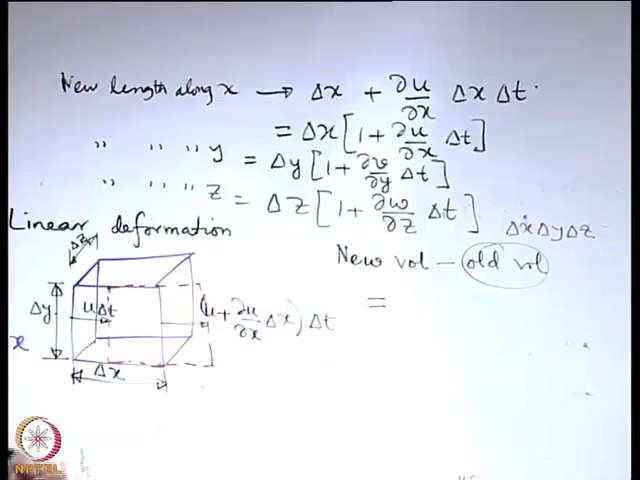 New length along x → Δx + ∂u/∂x Δx Δt
= Δx[1 + ∂u/∂x Δt]
" " " y = Δy[1 + ∂v/∂y Δt]
" " " z = Δz[1 + ∂w/∂z Δt]
Linear deformation
ΔxΔyΔz
New vol – old vol
=
Δz
Δy
uΔt
(u + ∂u/∂x Δx) Δt
x
Δx
NPTEL